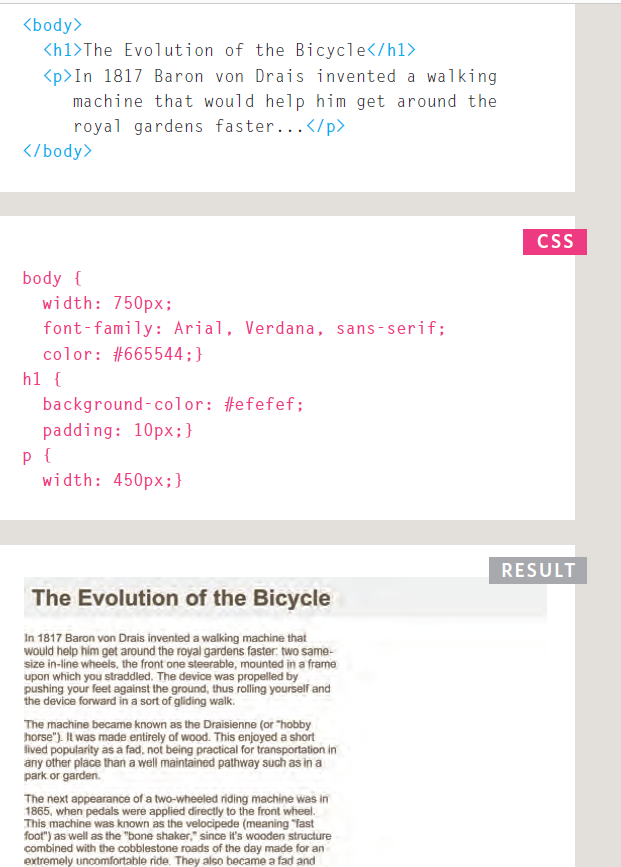 <body>
<h1>The Evolution of the Bicycle</h1>
<p>In 1817 Baron von Drais invented a walking
machine that would help him get around the
royal gardens faster...</p>
</body>
CSS
body {
width: 750px;
font-family: Arial, Verdana, sans-serif;
color: #665544;}
h1 {
background-color: #efefef;
padding: 10px;}
p {
width: 450px;}
RESULT
The Evolution of the Bicycle
In 1817 Baron von Drais invented a walking machine that
would help him get around the royal gardens faster: two same-
size in-line wheels, the front one steerable, mounted in a frame
upon which you straddled. The device was propelled by
pushing your feet against the ground, thus rolling yourself and
the device forward in a sort of gliding walk.
The machine became known as the Draisienne (or "hobby
horse"). It was made entirely of wood. This enjoyed a short
lived popularity as a fad, not being practical for transportation in
any other place than a well maintained pathway such as in a
park or garden.
The next appearance of a two-wheeled riding machine was in
1865, when pedals were applied directly to the front wheel.
This machine was known as the velocipede (meaning "fast
foot") as well as the "bone shaker," since it's wooden structure
combined with the cobblestone roads of the day made for an
extremely uncomfortable ride. They also became a fad and